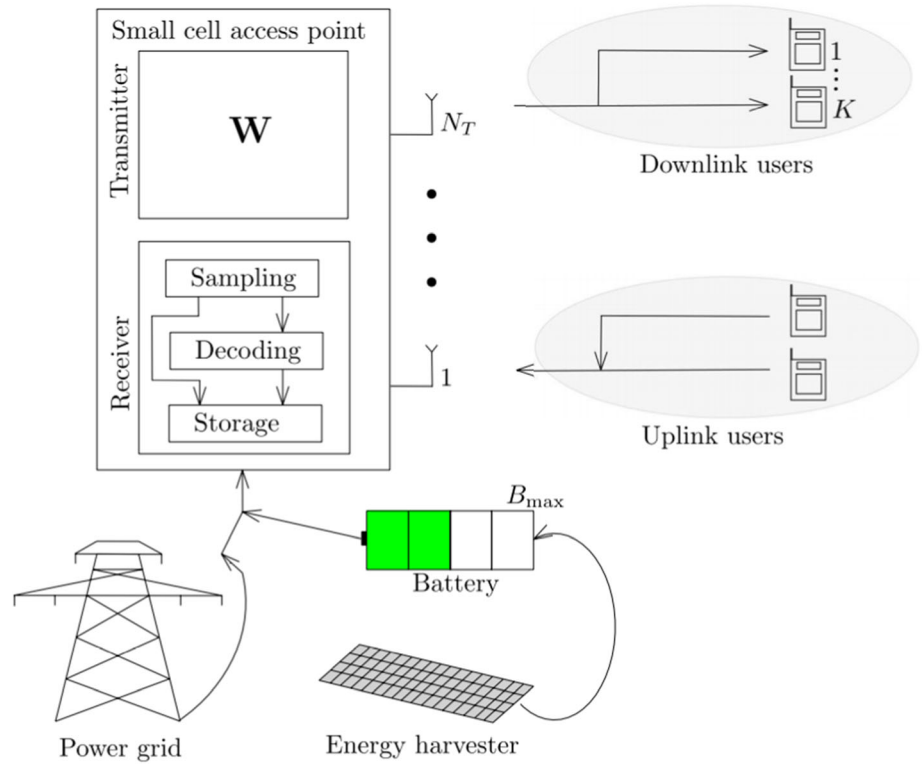 Small cell access point
Transmitter
W
N_T
1
K
Downlink users
Receiver
Sampling
Decoding
Storage
1
Uplink users
B_max
Battery
Power grid
Energy harvester